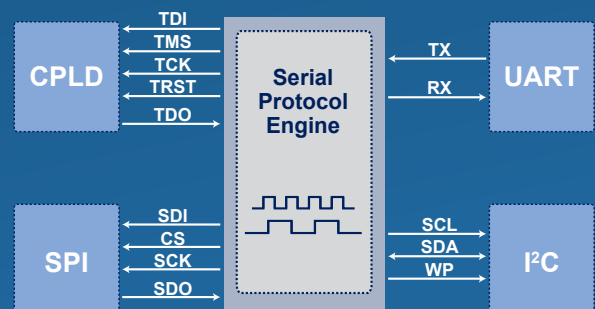 CPLD
TDI
TMS
TCK
TRST
TDO
Serial
Protocol
Engine
TX
RX
UART
SPI
SDI
CS
SCK
SDO
SCL
SDA
WP
I²C